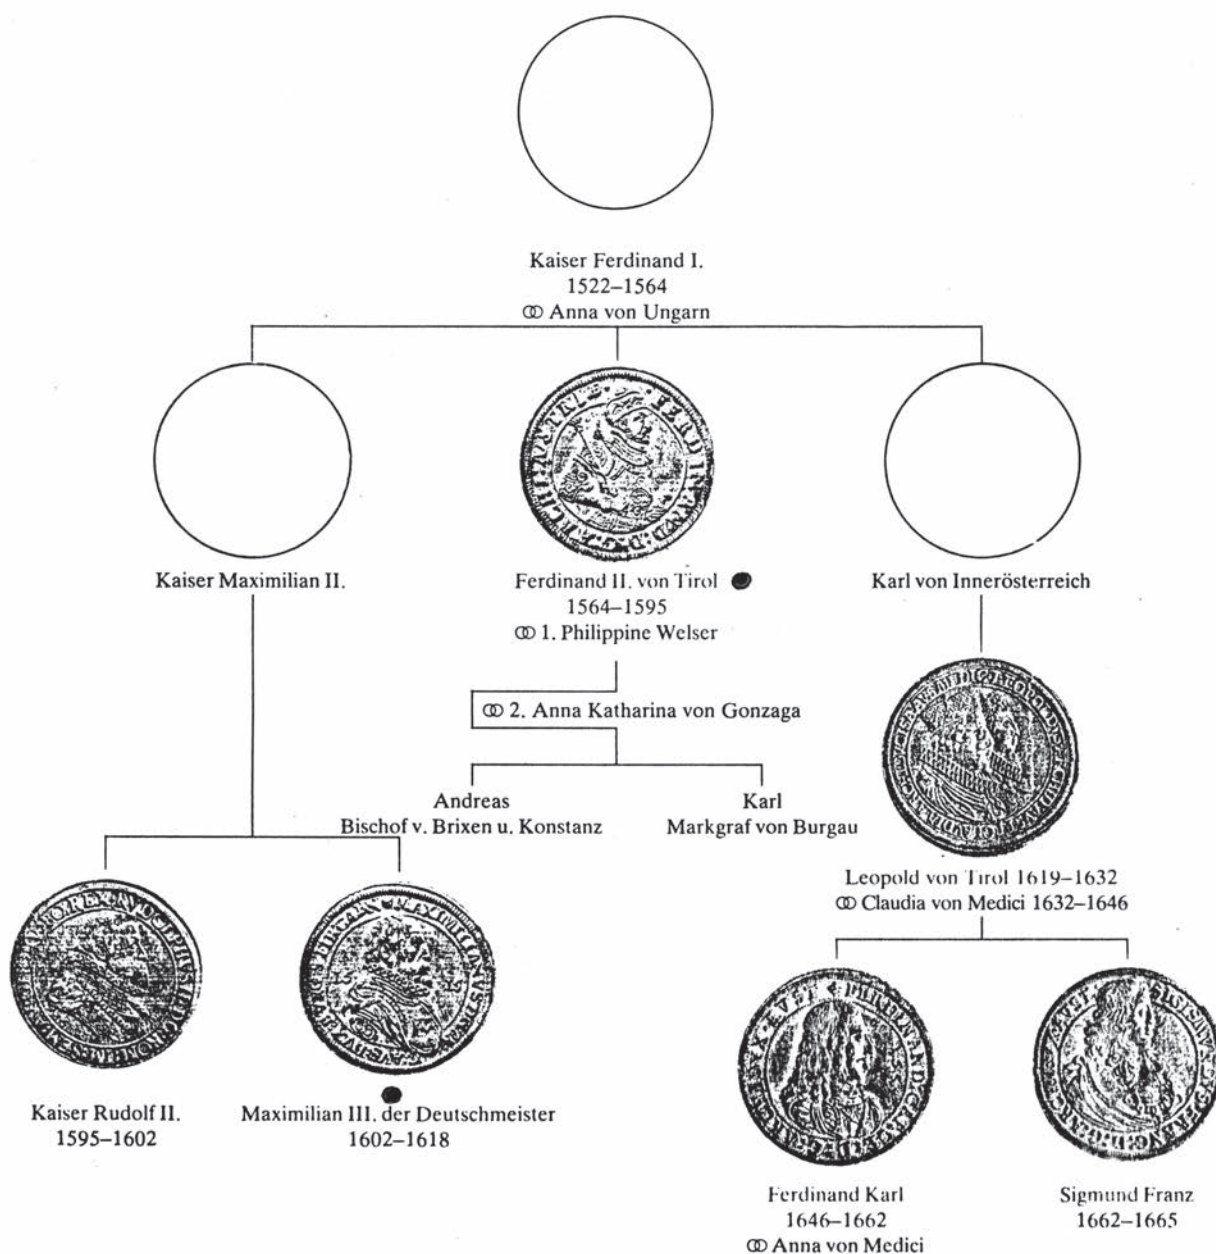 Kaiser Ferdinand I.
1522–1564
⚭ Anna von Ungarn
Kaiser Maximilian II.
Ferdinand II. von Tirol
1564–1595
⚭ 1. Philippine Welser
Karl von Innerösterreich
⚭ 2. Anna Katharina von Gonzaga
Andreas
Bischof v. Brixen u. Konstanz
Karl
Markgraf von Burgau
Leopold von Tirol 1619–1632
⚭ Claudia von Medici 1632–1646
Kaiser Rudolf II.
1595–1602
Maximilian III. der Deutschmeister
1602–1618
Ferdinand Karl
1646–1662
⚭ Anna von Medici
Sigmund Franz
1662–1665